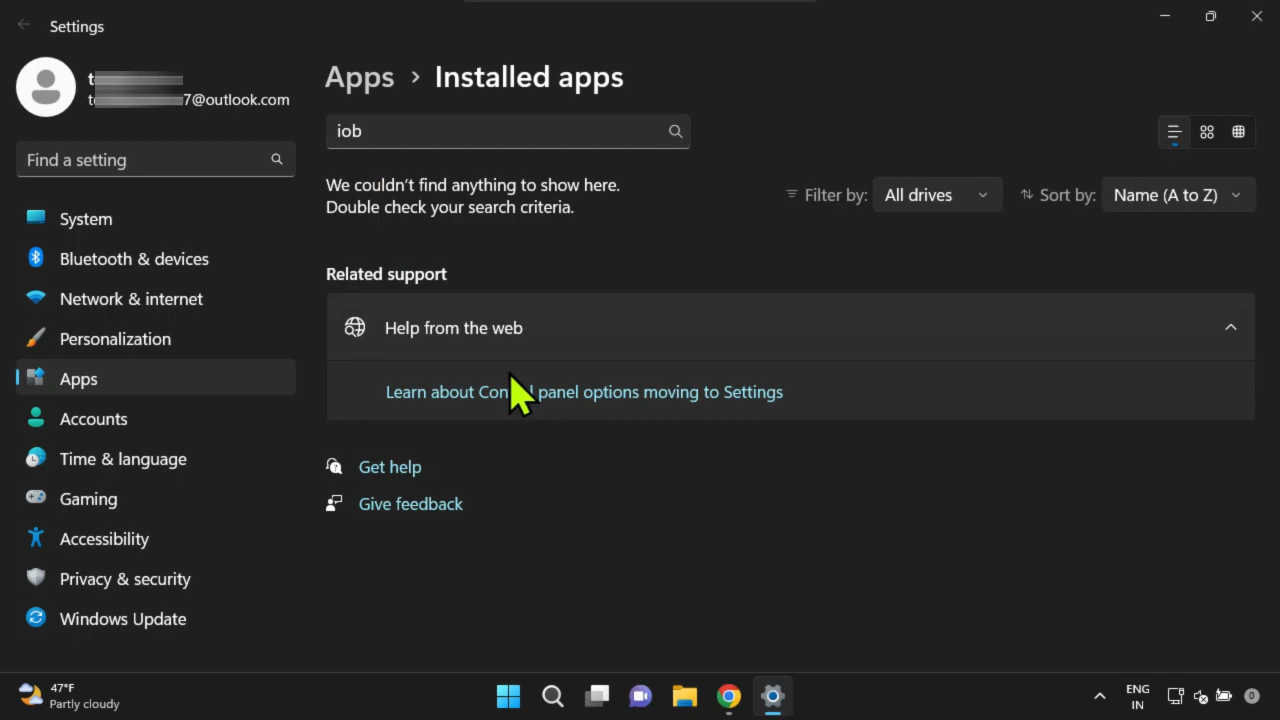 Settings
7@outlook.com
Find a setting
System
Bluetooth & devices
Network & internet
Personalization
Apps
Accounts
Time & language
Gaming
Accessibility
Privacy & security
Windows Update
Apps > Installed apps
iob
We couldn't find anything to show here.
Double check your search criteria.
Filter by: All drives
Sort by: Name (A to Z)
Related support
Help from the web
Learn about Con panel options moving to Settings
Get help
Give feedback
47°F
Partly cloudy
ENG
IN
0